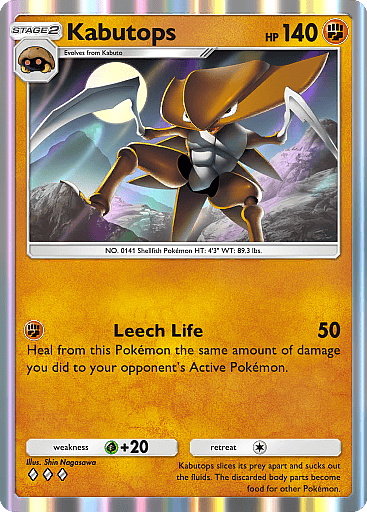 STAGE2
Kabutops
HP 140
Evolves from Kabuto
NO. 0141 Shellfish Pokémon HT: 4'3" WT: 89.3 lbs.
Leech Life 50
Heal from this Pokémon the same amount of damage
you did to your opponent's Active Pokémon.
weakness +20 retreat
Illus. Shin Nagasawa
Kabutops slices its prey apart and sucks out
the fluids. The discarded body parts become
food for other Pokémon.